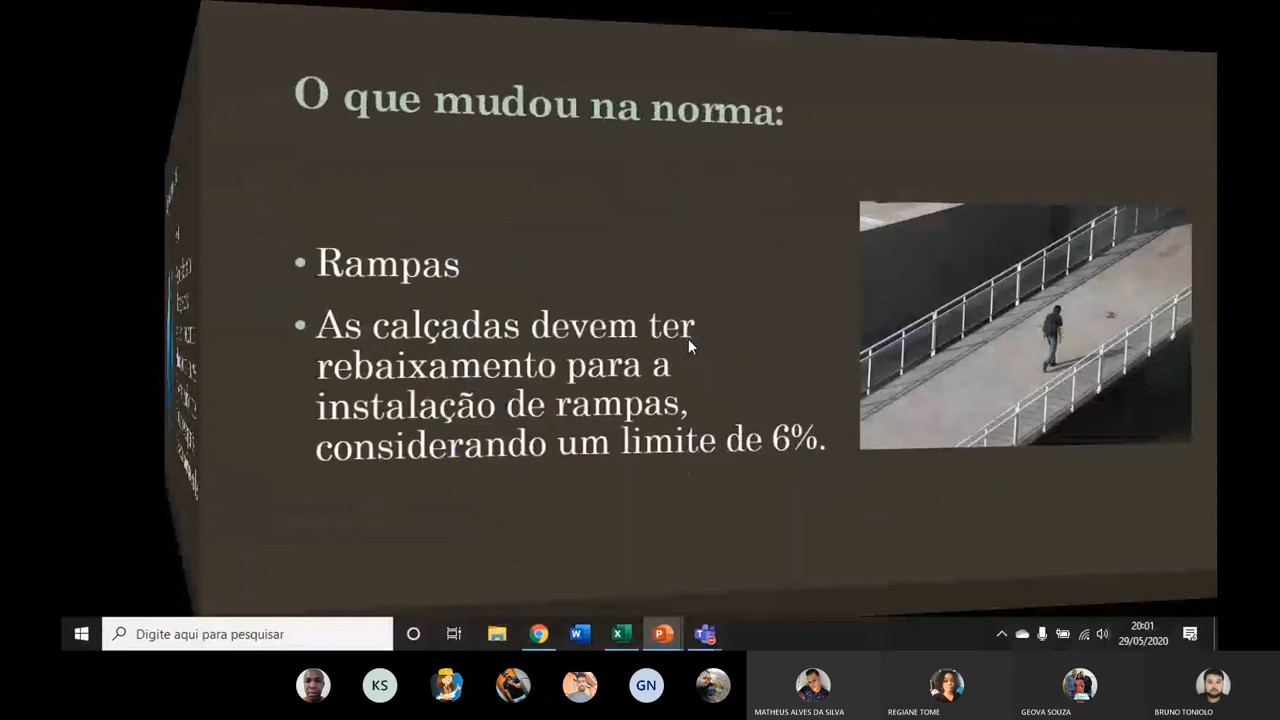 O que mudou na norma:
• Rampas
• As calçadas devem ter
rebaixamento para a
instalação de rampas,
considerando um limite de 6%.
Digite aqui para pesquisar
20:01
29/05/2020
KS
GN
MATHEUS ALVES DA SILVA
REGIANE TOME
GEOVA SOUZA
BRUNO TONIOLO